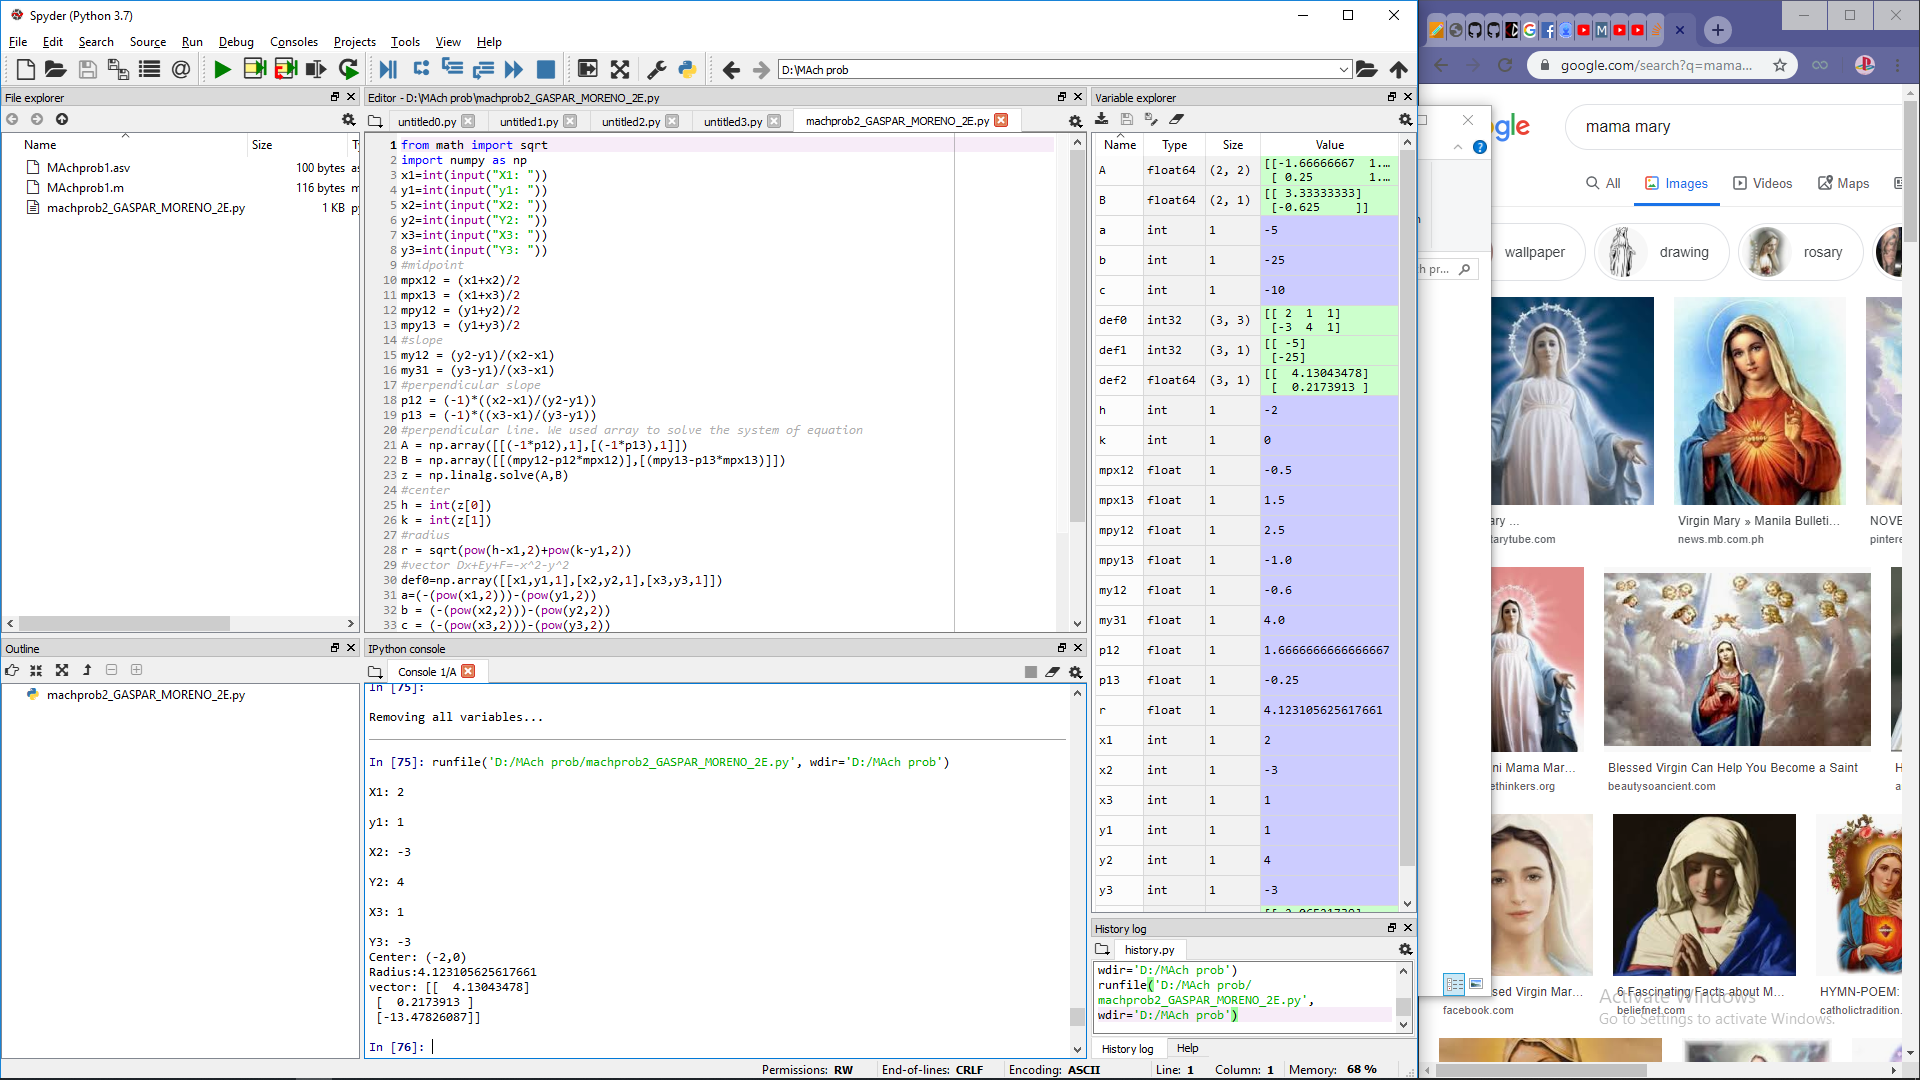 Spyder (Python 3.7)
File Edit Search Source Run Debug Consoles Projects Tools View Help
D:\MAch prob
File explorer
Name Size
MAchprob1.asv 100 bytes
MAchprob1.m 116 bytes
machprob2_GASPAR_MORENO_2E.py 1 KB
Outline
machprob2_GASPAR_MORENO_2E.py
Editor - D:\MAch prob\machprob2_GASPAR_MORENO_2E.py
untitled0.py untitled1.py untitled2.py untitled3.py machprob2_GASPAR_MORENO_2E.py
1 from math import sqrt
2 import numpy as np
3 x1=int(input("X1: "))
4 y1=int(input("y1: "))
5 x2=int(input("X2: "))
6 y2=int(input("Y2: "))
7 x3=int(input("X3: "))
8 y3=int(input("Y3: "))
9 #midpoint
10 mpx12 = (x1+x2)/2
11 mpx13 = (x1+x3)/2
12 mpy12 = (y1+y2)/2
13 mpy13 = (y1+y3)/2
14 #slope
15 my12 = (y2-y1)/(x2-x1)
16 my31 = (y3-y1)/(x3-x1)
17 #perpendicular slope
18 p12 = (-1)*((x2-x1)/(y2-y1))
19 p13 = (-1)*((x3-x1)/(y3-y1))
20 #perpendicular line. We used array to solve the system of equation
21 A = np.array([[(-1*p12),1],[(-1*p13),1]])
22 B = np.array([[(mpy12-p12*mpx12)],[(mpy13-p13*mpx13)]])
23 z = np.linalg.solve(A,B)
24 #center
25 h = int(z[0])
26 k = int(z[1])
27 #radius
28 r = sqrt(pow(h-x1,2)+pow(k-y1,2))
29 #vector Dx+Ey+F=-x^2-y^2
30 def0=np.array([[x1,y1,1],[x2,y2,1],[x3,y3,1]])
31 a=(-(pow(x1,2)))-(pow(y1,2))
32 b = (-(pow(x2,2)))-(pow(y2,2))
33 c = (-(pow(x3,2)))-(pow(y3,2))
IPython console
Console 1/A
In [75]:
Removing all variables...
In [75]: runfile('D:/MAch prob/machprob2_GASPAR_MORENO_2E.py', wdir='D:/MAch prob')
X1: 2
y1: 1
X2: -3
Y2: 4
X3: 1
Y3: -3
Center: (-2,0)
Radius:4.123105625617661
vector: [[ 4.13043478]
[ 0.2173913 ]
[-13.47826087]]
In [76]:
Variable explorer
Name Type Size Value
A float64 (2, 2) [[-1.66666667 1.…
[ 0.25 1.…
B float64 (2, 1) [[ 3.33333333]
[-0.625 ]]
a int 1 -5
b int 1 -25
c int 1 -10
def0 int32 (3, 3) [[ 2 1 1]
[-3 4 1]
def1 int32 (3, 1) [[ -5]
[-25]
def2 float64 (3, 1) [[ 4.13043478]
[ 0.2173913 ]
h int 1 -2
k int 1 0
mpx12 float 1 -0.5
mpx13 float 1 1.5
mpy12 float 1 2.5
mpy13 float 1 -1.0
my12 float 1 -0.6
my31 float 1 4.0
p12 float 1 1.6666666666666667
p13 float 1 -0.25
r float 1 4.123105625617661
x1 int 1 2
x2 int 1 -3
x3 int 1 1
y1 int 1 1
y2 int 1 4
y3 int 1 -3
History log
history.py
wdir='D:/MAch prob')
runfile('D:/MAch prob/
machprob2_GASPAR_MORENO_2E.py',
wdir='D:/MAch prob')
History log Help
Permissions: RW End-of-lines: CRLF Encoding: ASCII Line: 1 Column: 1 Memory: 68 %
google.com/search?q=mama...
ogle
mama mary
All Images Videos Maps
h pr...
wallpaper drawing rosary
ary ...
tarytube.com
Virgin Mary » Manila Bulleti...
news.mb.com.ph
NOVE
pintere
ni Mama Mar...
ethinkers.org
Blessed Virgin Can Help You Become a Saint
beautysoancient.com
sed Virgin Mar...
facebook.com
6 Fascinating Facts about M...
beliefnet.com
HYMN-POEM:
catholictradition.
Activate Windows
Go to Settings to activate Windows.